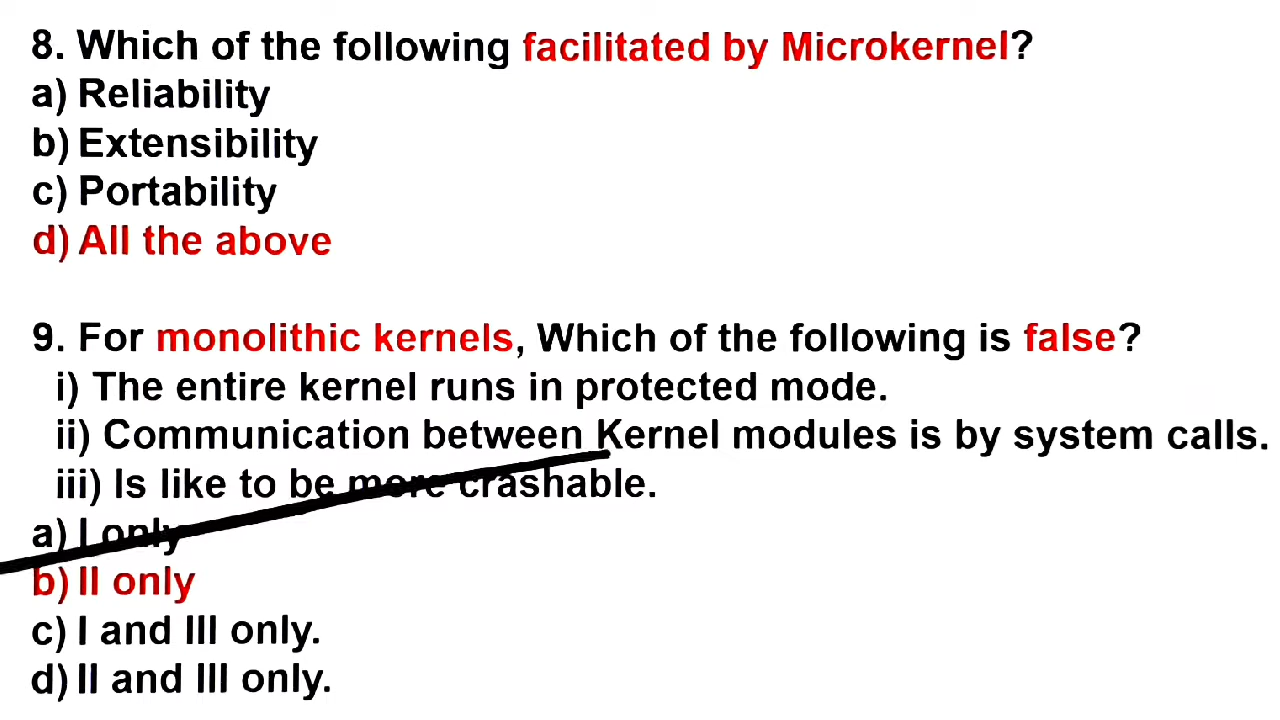 8. Which of the following facilitated by Microkernel?
a) Reliability
b) Extensibility
c) Portability
d) All the above
9. For monolithic kernels, Which of the following is false?
i) The entire kernel runs in protected mode.
ii) Communication between Kernel modules is by system calls.
iii) Is like to be more crashable.
a) I only
b) II only
c) I and III only.
d) II and III only.